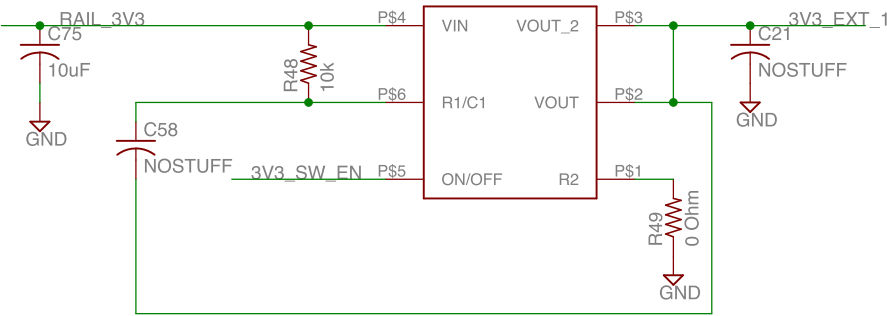 RAIL_3V3
P$4
VIN
VOUT_2
P$3
3V3_EXT_1
C75
10uF
GND
R48
10k
C21
NOSTUFF
GND
P$6
R1/C1
VOUT
P$2
C58
NOSTUFF
3V3_SW_EN
P$5
ON/OFF
R2
P$1
R49
0 Ohm
GND